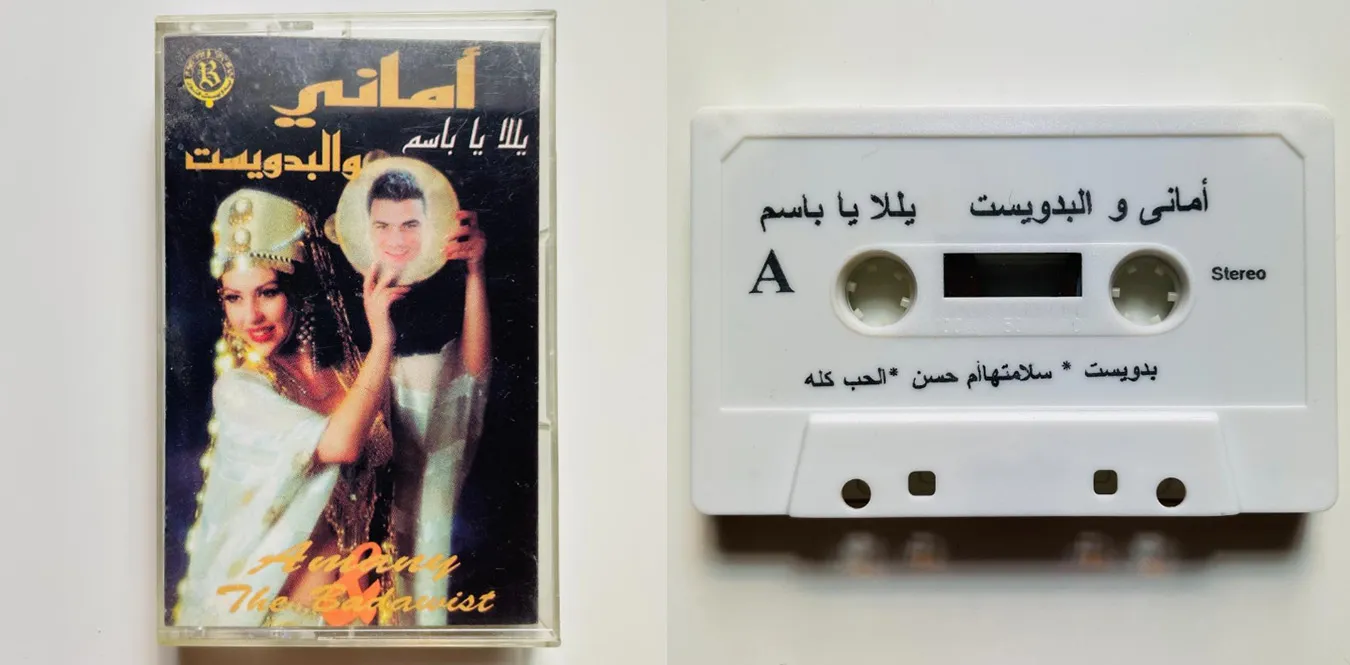 أماني
يلا يا باسم
والبدويست
B
Amany
&
The Badawist
أمانى و البدويست يللا يا باسم
A
Stereo
بدويست * سلامتهاأم حسن *الحب كله